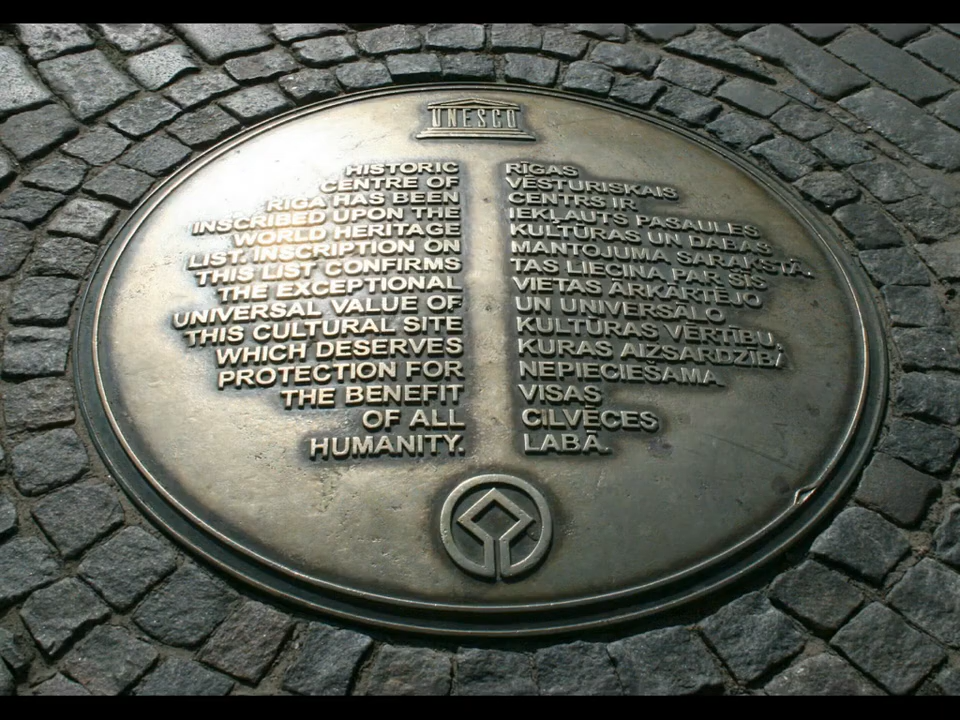 UNESCO
HISTORIC
CENTRE OF
RIGA HAS BEEN
INSCRIBED UPON THE
WORLD HERITAGE
LIST. INSCRIPTION ON
THIS LIST CONFIRMS
THE EXCEPTIONAL
UNIVERSAL VALUE OF
THIS CULTURAL SITE
WHICH DESERVES
PROTECTION FOR
THE BENEFIT
OF ALL
HUMANITY.
RĪGAS
VĒSTURISKAIS
CENTRS IR
IEKĻAUTS PASAULES
KULTŪRAS UN DABAS
MANTOJUMA SARAKSTĀ.
TAS LIECINA PAR ŠĪS
VIETAS ĀRKĀRTĒJO
UN UNIVERSĀLO
KULTŪRAS VĒRTĪBU,
KURAS AIZSARDZĪBA
NEPIECIEŠAMA
VISAS
CILVĒCES
LABĀ.